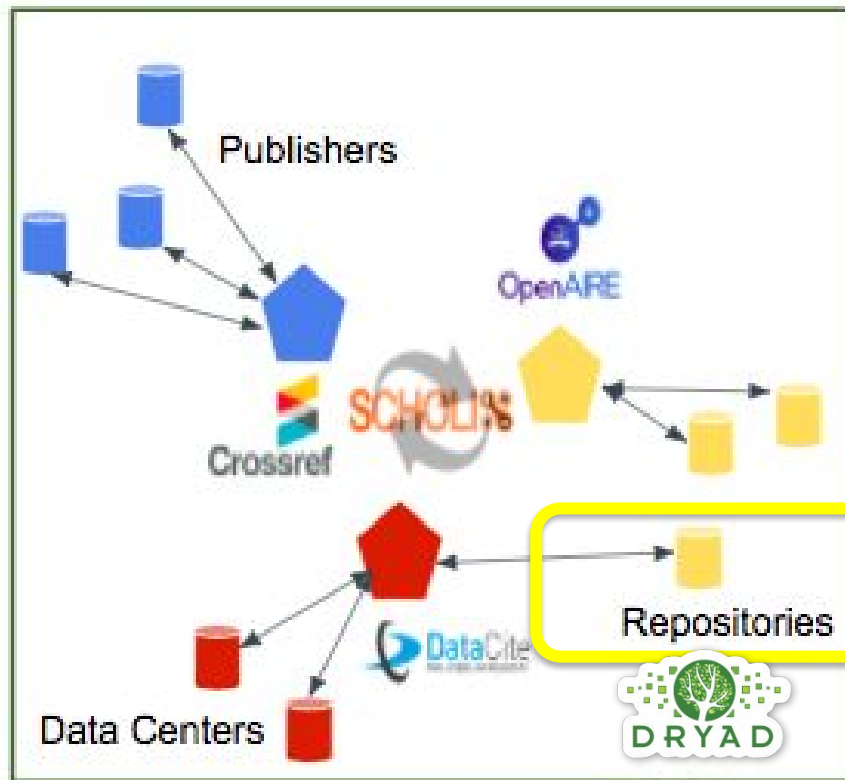 Publishers
OpenAIRE
SCHOLIX
Crossref
Repositories
DataCite
Data Centers
DRYAD